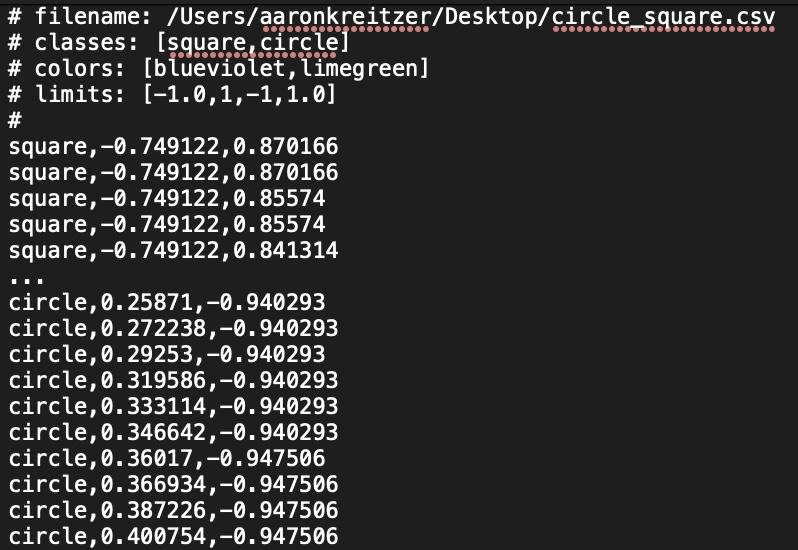 # filename: /Users/aaronkreitzer/Desktop/circle_square.csv
# classes: [square,circle]
# colors: [blueviolet,limegreen]
# limits: [-1.0,1,-1,1.0]
#
square,-0.749122,0.870166
square,-0.749122,0.870166
square,-0.749122,0.85574
square,-0.749122,0.85574
square,-0.749122,0.841314
...
circle,0.25871,-0.940293
circle,0.272238,-0.940293
circle,0.29253,-0.940293
circle,0.319586,-0.940293
circle,0.333114,-0.940293
circle,0.346642,-0.940293
circle,0.36017,-0.947506
circle,0.366934,-0.947506
circle,0.387226,-0.947506
circle,0.400754,-0.947506